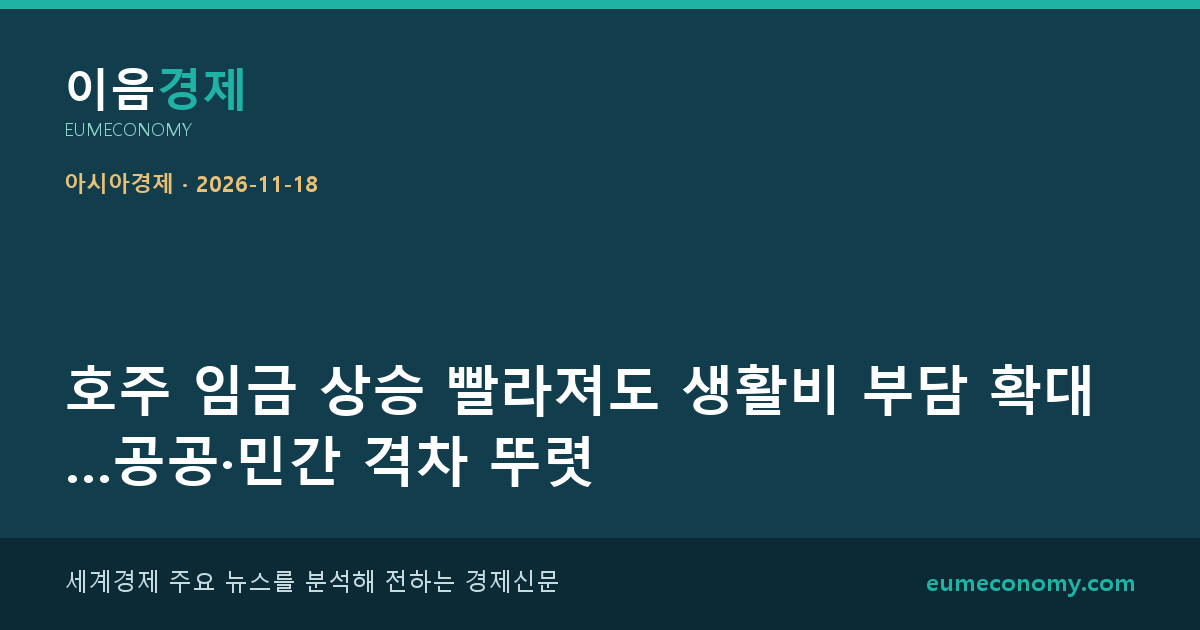 이음경제
EUMECONOMY
아시아경제 · 2026-11-18
호주 임금 상승 빨라져도 생활비 부담 확대
…공공·민간 격차 뚜렷
세계경제 주요 뉴스를 분석해 전하는 경제신문
eumeconomy.com